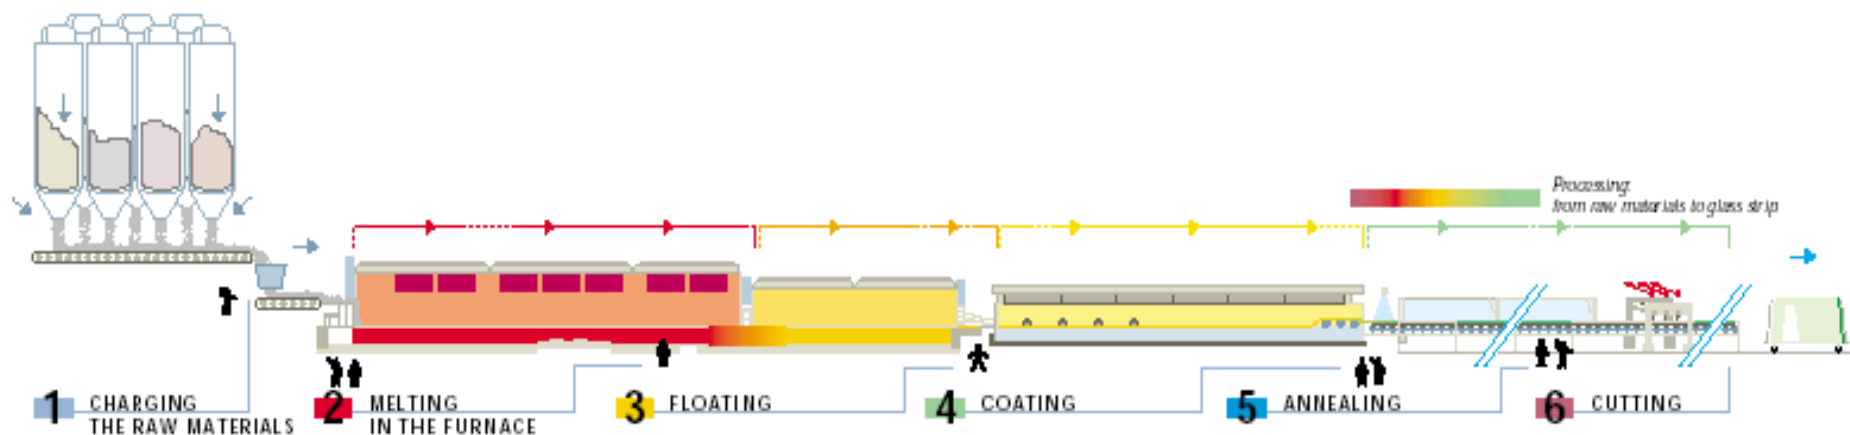 Processing:
from raw materials to glass strip
1 CHARGING
THE RAW MATERIALS
2 MELTING
IN THE FURNACE
3 FLOATING
4 COATING
5 ANNEALING
6 CUTTING